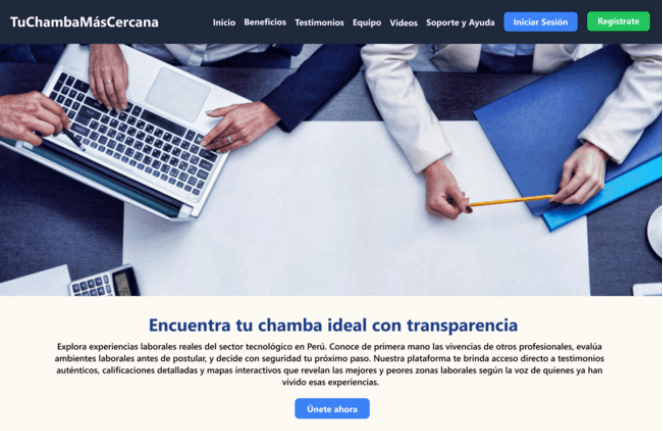 TuChambaMásCercana
Inicio Beneficios Testimonios Equipo Videos Soporte y Ayuda Iniciar Sesión Regístrate
Encuentra tu chamba ideal con transparencia
Explora experiencias laborales reales del sector tecnológico en Perú. Conoce de primera mano las vivencias de otros profesionales, evalúa
ambientes laborales antes de postular, y decide con seguridad tu próximo paso. Nuestra plataforma te brinda acceso directo a testimonios
auténticos, calificaciones detalladas y mapas interactivos que revelan las mejores y peores zonas laborales según la voz de quienes ya han
vivido esas experiencias.
Únete ahora